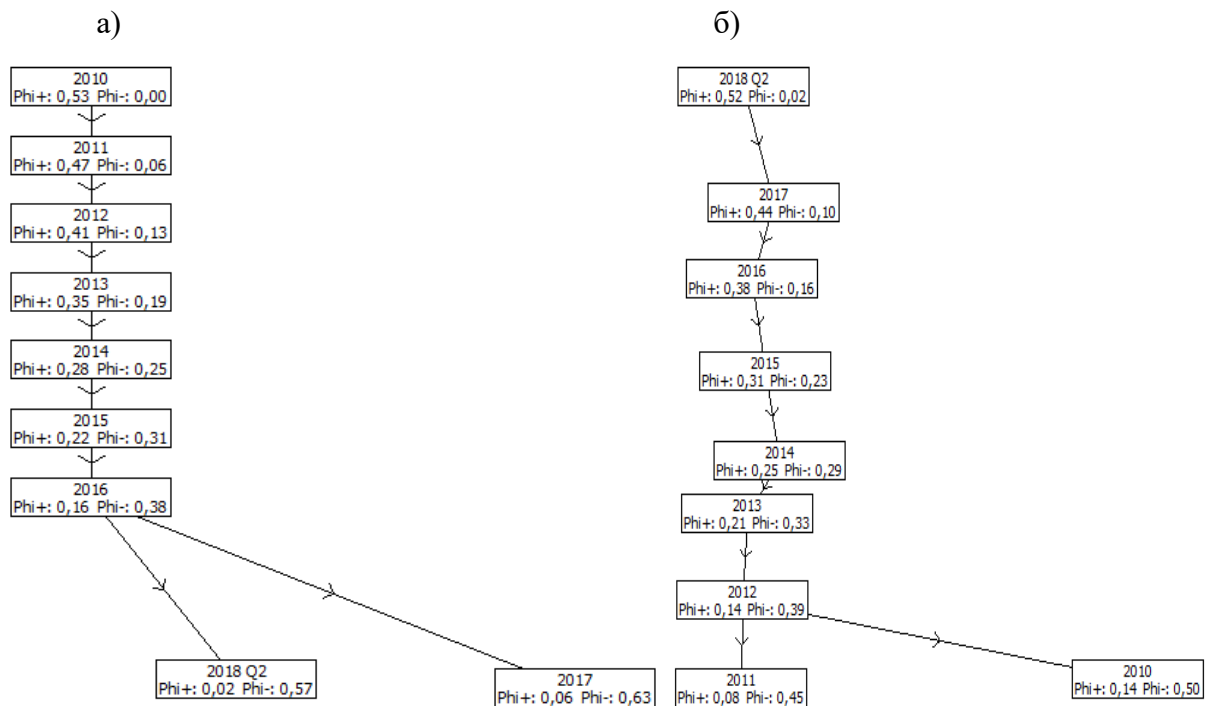 а)
2010
Phi+: 0,53 Phi-: 0,00
2011
Phi+: 0,47 Phi-: 0,06
2012
Phi+: 0,41 Phi-: 0,13
2013
Phi+: 0,35 Phi-: 0,19
2014
Phi+: 0,28 Phi-: 0,25
2015
Phi+: 0,22 Phi-: 0,31
2016
Phi+: 0,16 Phi-: 0,38
2018 Q2
Phi+: 0,02 Phi-: 0,57
2017
Phi+: 0,06 Phi-: 0,63
б)
2018 Q2
Phi+: 0,52 Phi-: 0,02
2017
Phi+: 0,44 Phi-: 0,10
2016
Phi+: 0,38 Phi-: 0,16
2015
Phi+: 0,31 Phi-: 0,23
2014
Phi+: 0,25 Phi-: 0,29
2013
Phi+: 0,21 Phi-: 0,33
2012
Phi+: 0,14 Phi-: 0,39
2011
Phi+: 0,08 Phi-: 0,45
2010
Phi+: 0,14 Phi-: 0,50